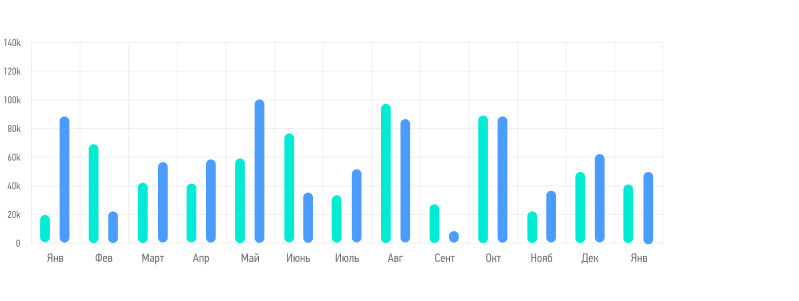 140k
120k
100k
80k
60k
40k
20k
0
Янв Фев Март Апр Май Июнь Июль Авг Сент Окт Нояб Дек Янв